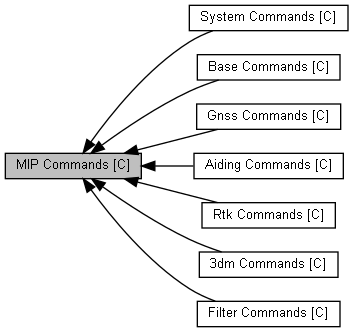 System Commands [C]
Base Commands [C]
Gnss Commands [C]
MIP Commands [C]
Aiding Commands [C]
Rtk Commands [C]
3dm Commands [C]
Filter Commands [C]